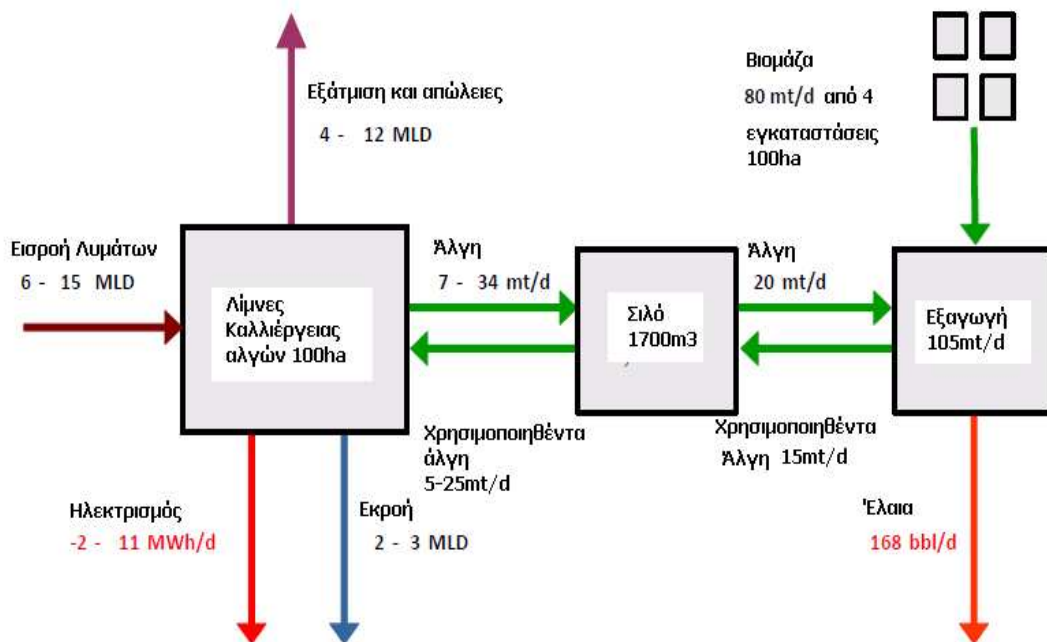 Εξάτμιση και απώλειες
4 - 12 MLD
Βιομάζα
80 mt/d από 4
εγκαταστάσεις
100ha
Εισροή Λυμάτων
6 - 15 MLD
Λίμνες
Καλλιέργειας
αλγών 100ha
Άλγη
7 - 34 mt/d
Σιλό
1700m3
Άλγη
20 mt/d
Εξαγωγή
105mt/d
Χρησιμοποιηθέντα
άλγη
5-25mt/d
Χρησιμοποιηθέντα
Άλγη 15mt/d
Ηλεκτρισμός
-2 - 11 MWh/d
Εκροή
2 - 3 MLD
Έλαια
168 bbl/d